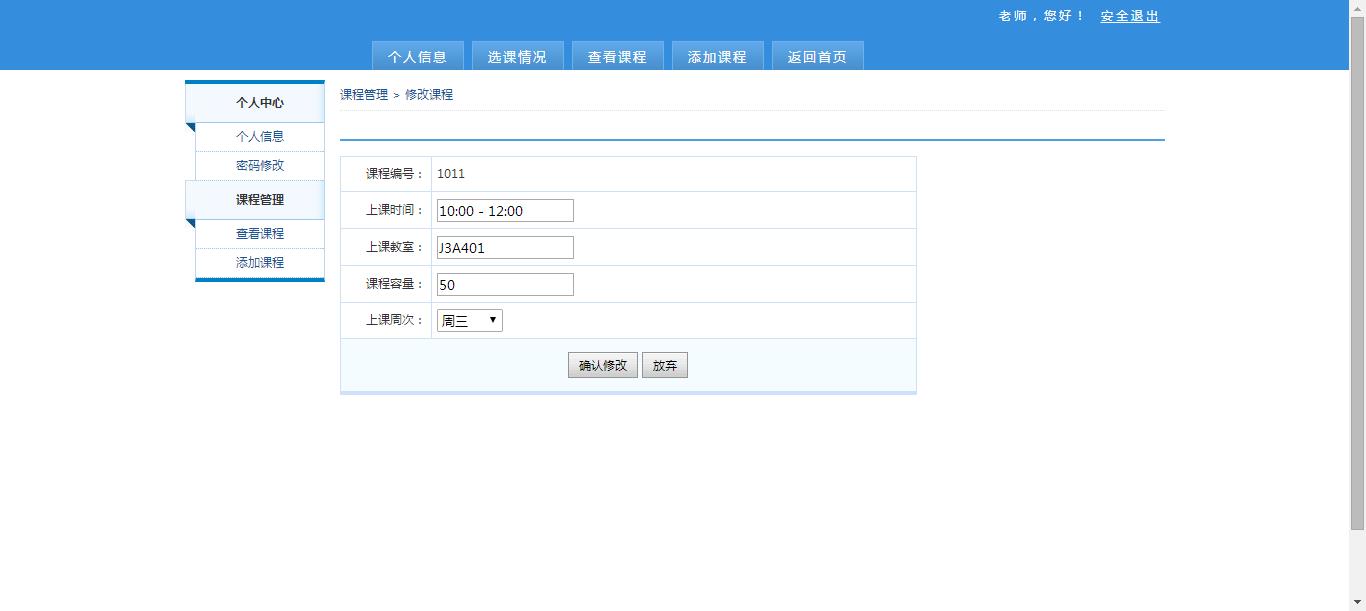 老师，您好！ 安全退出
个人信息 选课情况 查看课程 添加课程 返回首页
个人中心
个人信息
密码修改
课程管理
查看课程
添加课程
课程管理 > 修改课程
课程编号： 1011
上课时间： 10:00 - 12:00
上课教室： J3A401
课程容量： 50
上课周次： 周三
确认修改 放弃